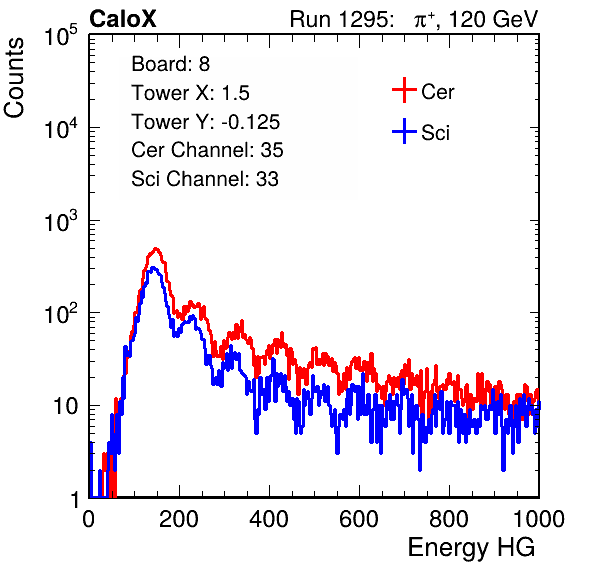 CaloX Run 1295: π⁺, 120 GeV
Board: 8
Tower X: 1.5
Tower Y: -0.125
Cer Channel: 35
Sci Channel: 33
Cer
Sci
Counts
10⁵
10⁴
10³
10²
10
1
0 200 400 600 800 1000
Energy HG